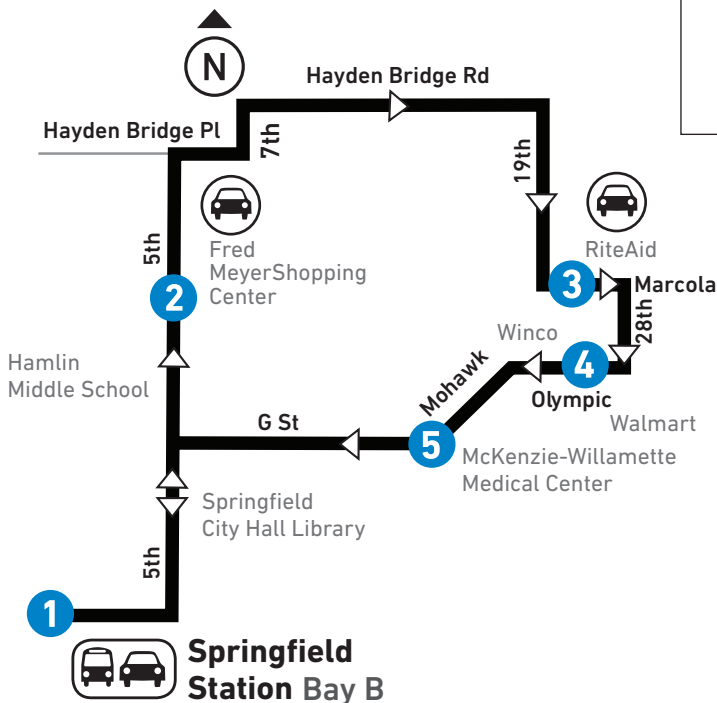 N
Hayden Bridge Rd
Hayden Bridge Pl
7th
19th
5th
Fred
MeyerShopping
Center
RiteAid
2
3
Marcola
28th
Winco
Hamlin
Middle School
4
Mohawk
Olympic
Walmart
G St
5
McKenzie-Willamette
Medical Center
Springfield
City Hall Library
5th
1
Springfield
Station Bay B